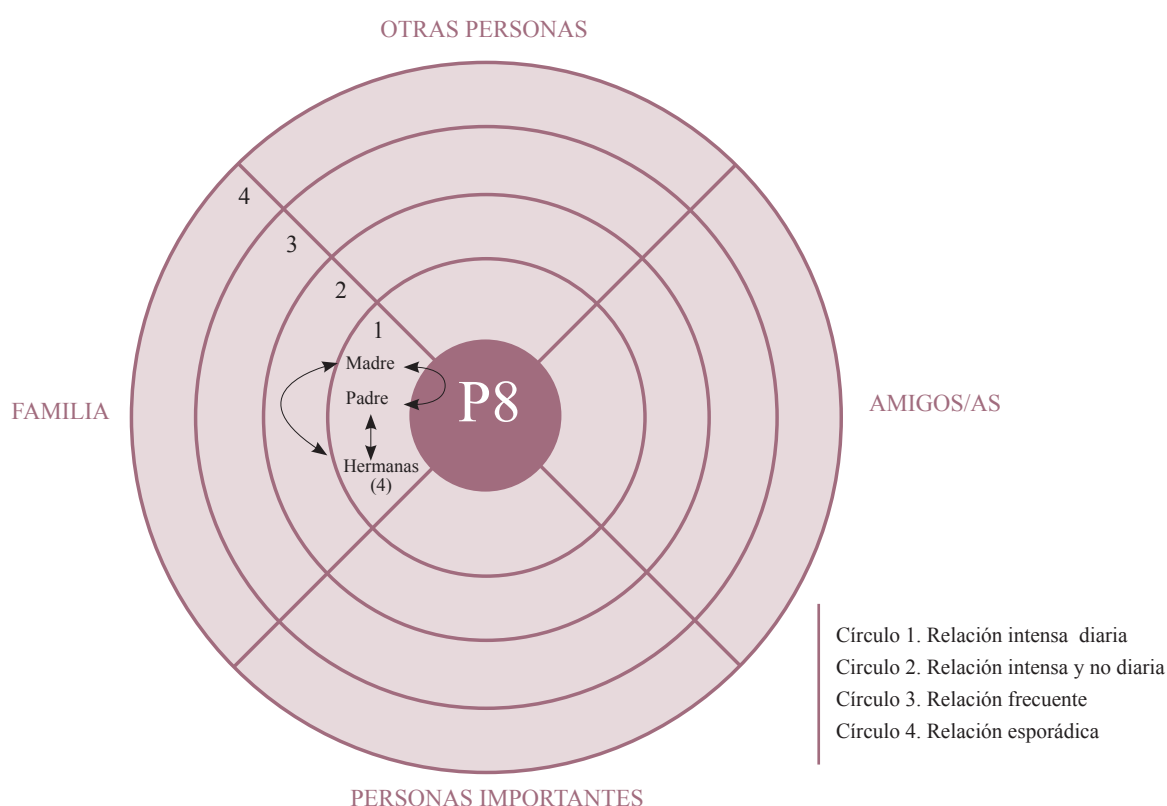 OTRAS PERSONAS
4
3
2
1
Madre
Padre
Hermanas
(4)
P8
FAMILIA
AMIGOS/AS
Círculo 1. Relación intensa diaria
Círculo 2. Relación intensa y no diaria
Círculo 3. Relación frecuente
Círculo 4. Relación esporádica
PERSONAS IMPORTANTES